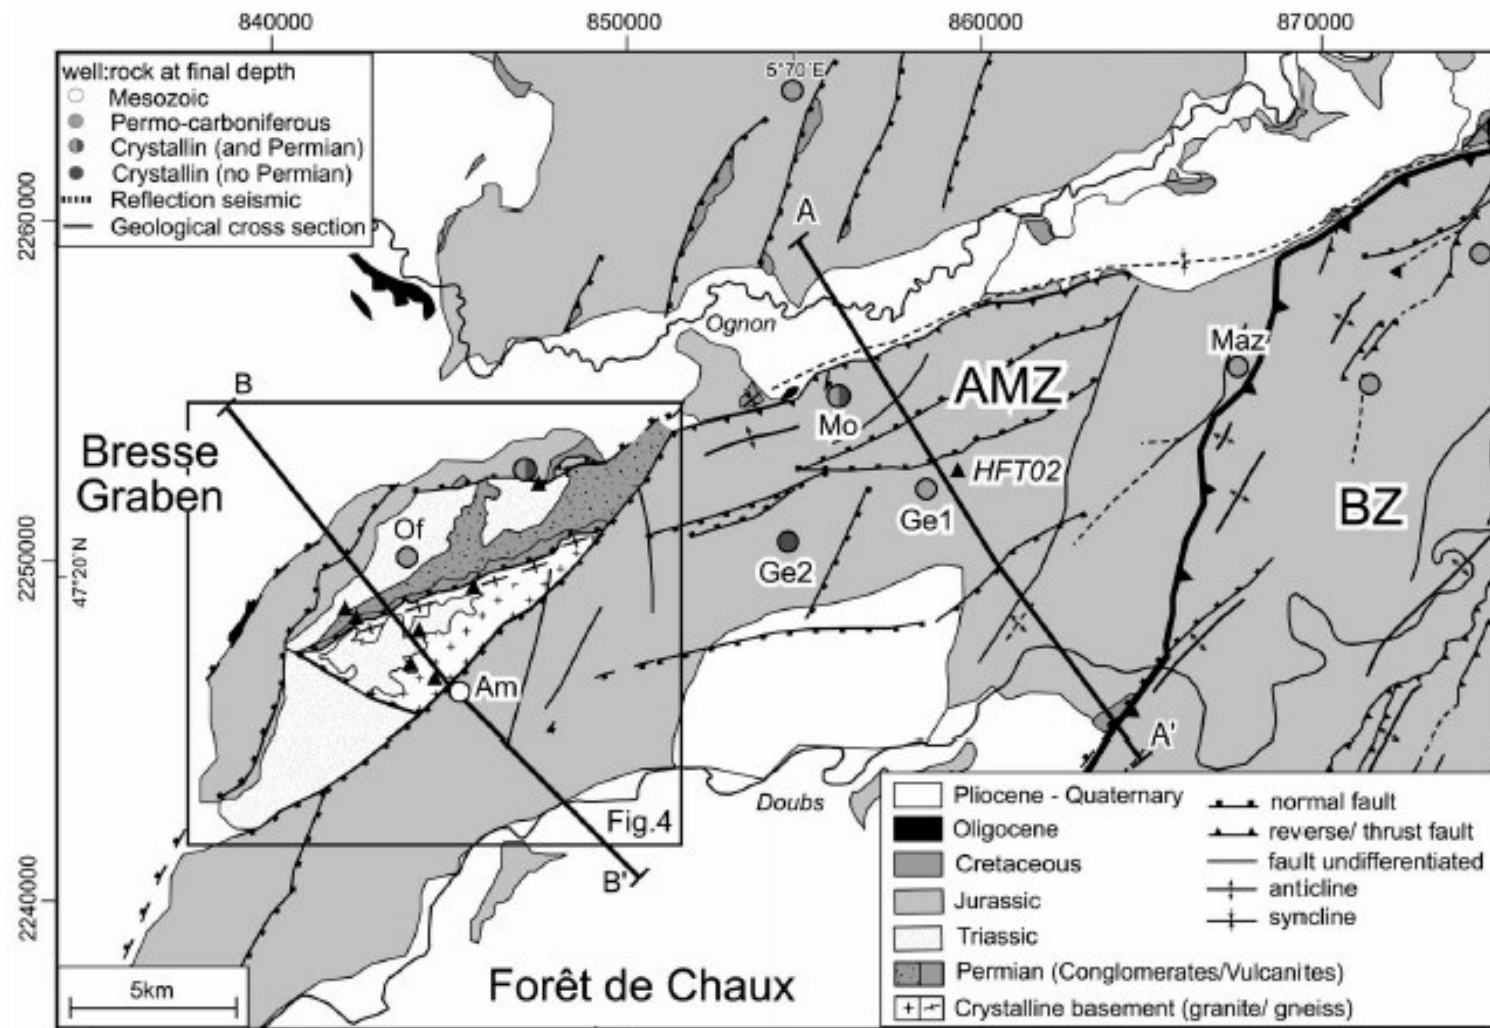 840000
850000
860000
870000
well:rock at final depth
Mesozoic
Permo-carboniferous
Crystallin (and Permian)
Crystallin (no Permian)
Reflection seismic
Geological cross section
5°70´E
2260000
A
Ognon
Maz
B
AMZ
Mo
Bresse
Graben
HFT02
BZ
Of
Ge1
2250000
47°20´N
Ge2
Am
A'
Fig.4
Doubs
B'
2240000
Forêt de Chaux
5km
Pliocene - Quaternary
Oligocene
Cretaceous
Jurassic
Triassic
Permian (Conglomerates/Vulcanites)
Crystalline basement (granite/ gneiss)
normal fault
reverse/ thrust fault
fault undifferentiated
anticline
syncline